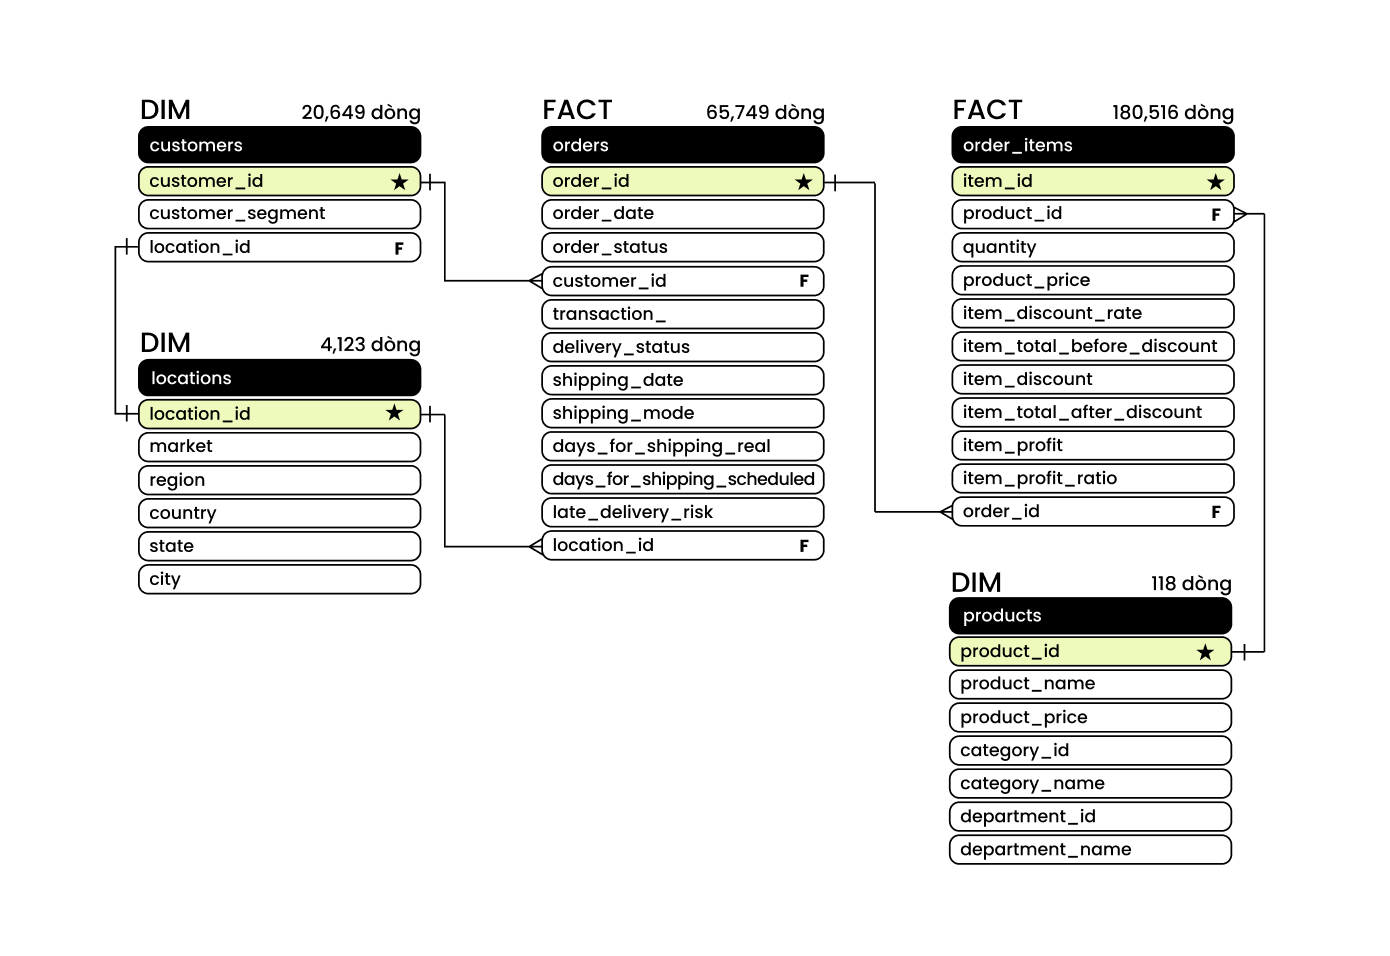 DIM 20,649 dòng
customers
customer_id ★
customer_segment
location_id F
DIM 4,123 dòng
locations
location_id ★
market
region
country
state
city
FACT 65,749 dòng
orders
order_id ★
order_date
order_status
customer_id F
transaction_
delivery_status
shipping_date
shipping_mode
days_for_shipping_real
days_for_shipping_scheduled
late_delivery_risk
location_id F
FACT 180,516 dòng
order_items
item_id ★
product_id F
quantity
product_price
item_discount_rate
item_total_before_discount
item_discount
item_total_after_discount
item_profit
item_profit_ratio
order_id F
DIM 118 dòng
products
product_id ★
product_name
product_price
category_id
category_name
department_id
department_name